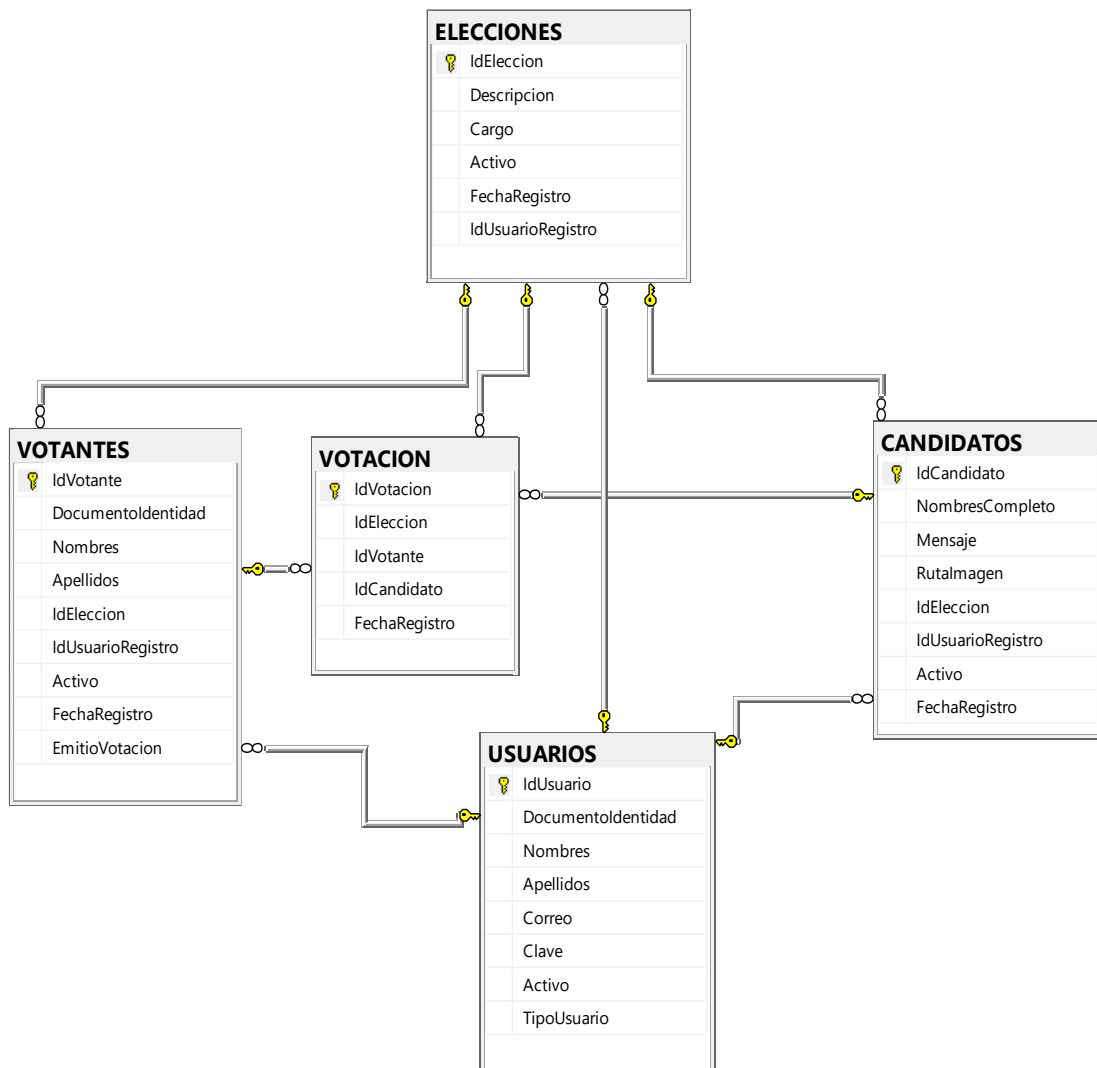 ELECCIONES
IdEleccion
Descripcion
Cargo
Activo
FechaRegistro
IdUsuarioRegistro
VOTANTES
IdVotante
DocumentoIdentidad
Nombres
Apellidos
IdEleccion
IdUsuarioRegistro
Activo
FechaRegistro
EmitioVotacion
VOTACION
IdVotacion
IdEleccion
IdVotante
IdCandidato
FechaRegistro
CANDIDATOS
IdCandidato
NombresCompleto
Mensaje
RutaImagen
IdEleccion
IdUsuarioRegistro
Activo
FechaRegistro
USUARIOS
IdUsuario
DocumentoIdentidad
Nombres
Apellidos
Correo
Clave
Activo
TipoUsuario